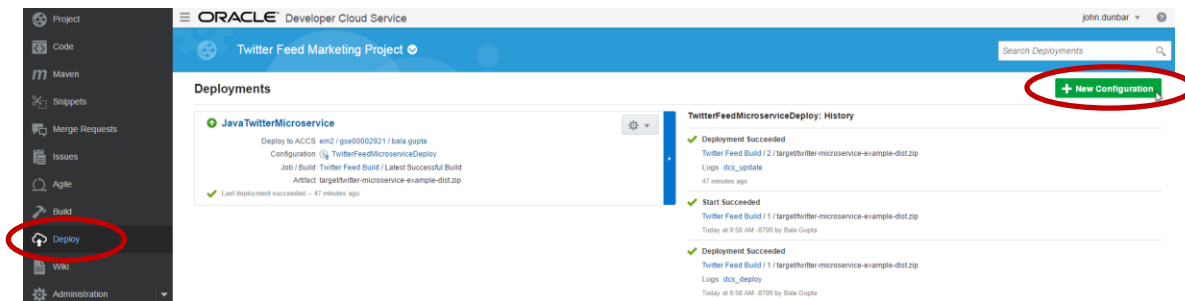 Project
Code
Maven
Snippets
Merge Requests
Issues
Agile
Build
Deploy
Wiki
Administration
ORACLE Developer Cloud Service
john.dunbar
Twitter Feed Marketing Project
Search Deployments
Deployments
+ New Configuration
JavaTwitterMicroservice
Deploy to ACCS em2 / gse00002921 / bala.gupta
Configuration TwitterFeedMicroserviceDeploy
Job / Build Twitter Feed Build / Latest Successful Build
Artifact target/twitter-microservice-example-dist.zip
Last deployment succeeded – 47 minutes ago
TwitterFeedMicroserviceDeploy: History
Deployment Succeeded
Twitter Feed Build / 2 / target/twitter-microservice-example-dist.zip
Logs dcs_update
47 minutes ago
Start Succeeded
Twitter Feed Build / 1 / target/twitter-microservice-example-dist.zip
Today at 9:58 AM -0700 by Bala Gupta
Deployment Succeeded
Twitter Feed Build / 1 / target/twitter-microservice-example-dist.zip
Logs dcs_deploy
Today at 9:58 AM -0700 by Bala Gupta